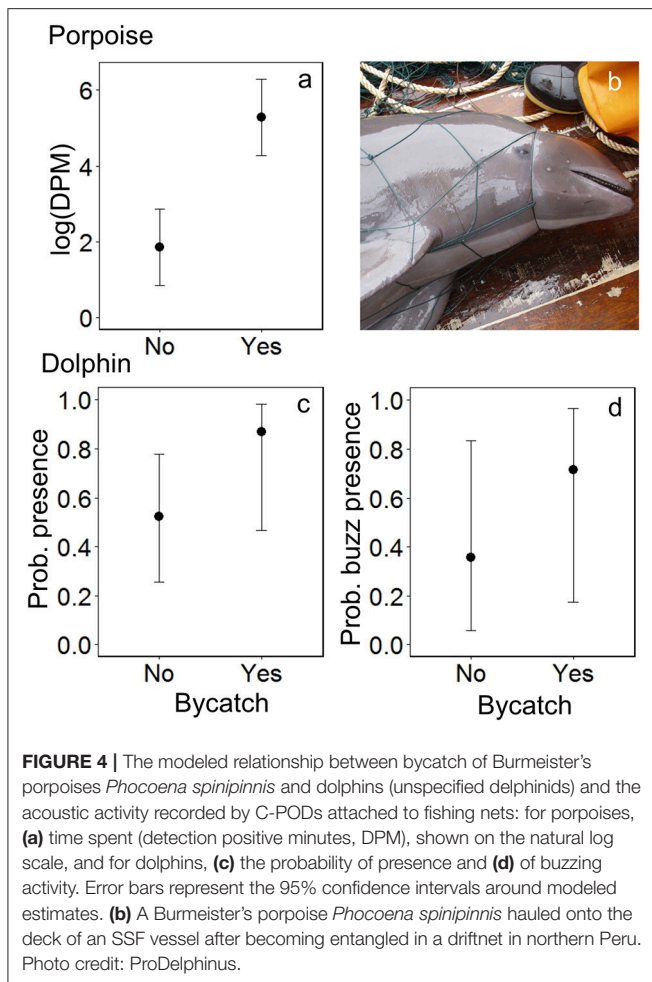 Porpoise
a
b
log(DPM)
6
4
2
0
No Yes
Dolphin
c
Prob. presence
1.0
0.8
0.6
0.4
0.2
0.0
No Yes
Bycatch
d
Prob. buzz presence
1.0
0.8
0.6
0.4
0.2
0.0
No Yes
Bycatch
FIGURE 4 | The modeled relationship between bycatch of Burmeister's
porpoises Phocoena spinipinnis and dolphins (unspecified delphinids) and the
acoustic activity recorded by C-PODs attached to fishing nets: for porpoises,
(a) time spent (detection positive minutes, DPM), shown on the natural log
scale, and for dolphins, (c) the probability of presence and (d) of buzzing
activity. Error bars represent the 95% confidence intervals around modeled
estimates. (b) A Burmeister's porpoise Phocoena spinipinnis hauled onto the
deck of an SSF vessel after becoming entangled in a driftnet in northern Peru.
Photo credit: ProDelphinus.